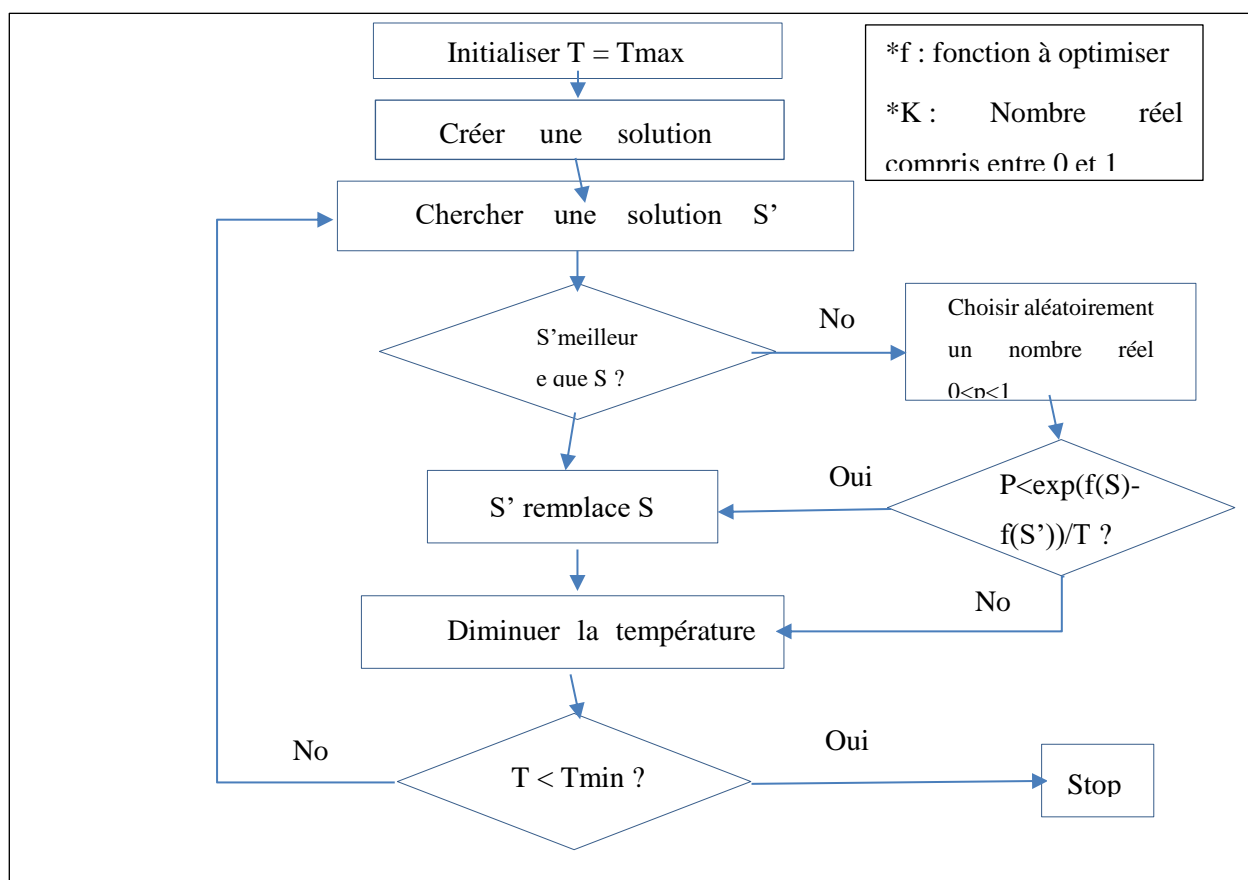 Initialiser T = Tmax
*f : fonction à optimiser
*K : Nombre réel
compris entre 0 et 1
Créer une solution
Chercher une solution S’
S’meilleur
e que S ?
No
Choisir aléatoirement
un nombre réel
0<p<1
P<exp(f(S)-
f(S’))/T ?
Oui
S’ remplace S
No
Diminuer la température
T < Tmin ?
No
Oui
Stop